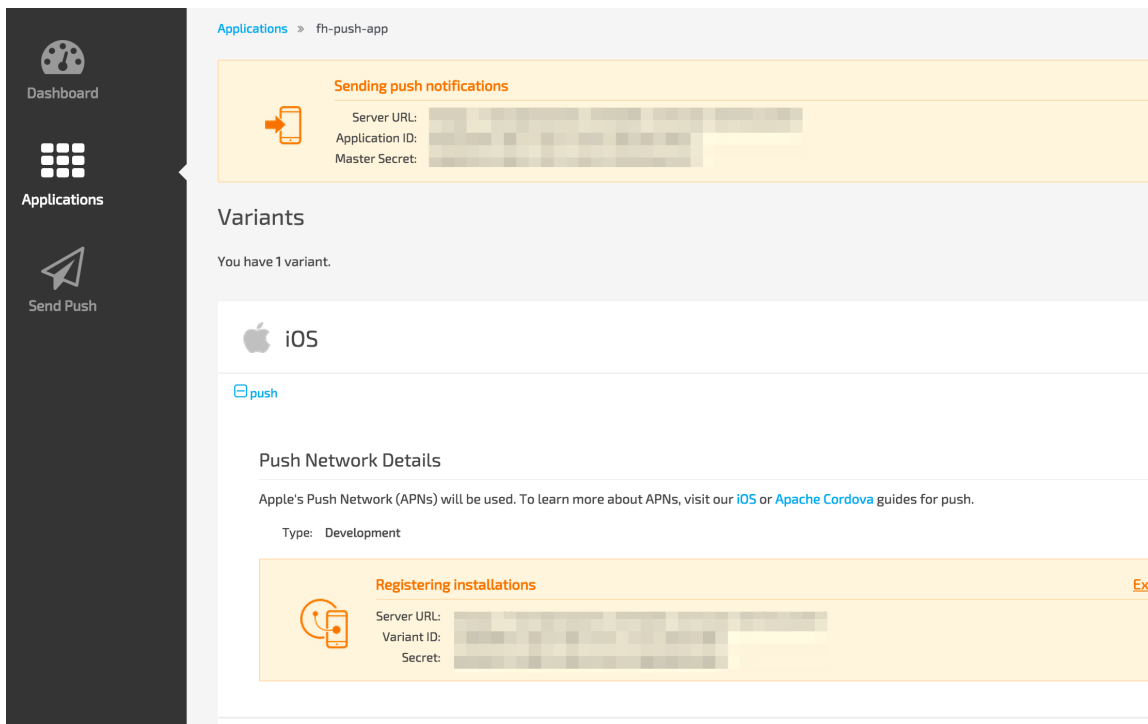 Applications » fh-push-app
Dashboard
Applications
Send Push
Sending push notifications
Server URL:
Application ID:
Master Secret:
Variants
You have 1 variant.
iOS
push
Push Network Details
Apple's Push Network (APNs) will be used. To learn more about APNs, visit our iOS or Apache Cordova guides for push.
Type: Development
Registering installations
Ex
Server URL:
Variant ID:
Secret: